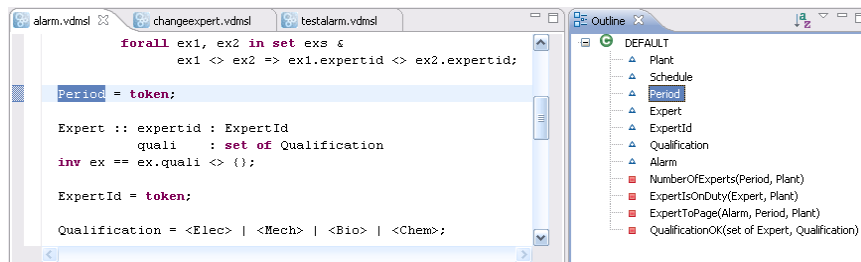 alarm.vdmsl
changeexpert.vdmsl
testalarm.vdmsl
forall ex1, ex2 in set exs &
ex1 <> ex2 => ex1.expertid <> ex2.expertid;
Period = token;
Expert :: expertid : ExpertId
quali : set of Qualification
inv ex == ex.quali <> {};
ExpertId = token;
Qualification = <Elec> | <Mech> | <Bio> | <Chem>;
Outline
DEFAULT
Plant
Schedule
Period
Expert
ExpertId
Qualification
Alarm
NumberOfExperts(Period, Plant)
ExpertIsOnDuty(Expert, Plant)
ExpertToPage(Alarm, Period, Plant)
QualificationOK(set of Expert, Qualification)